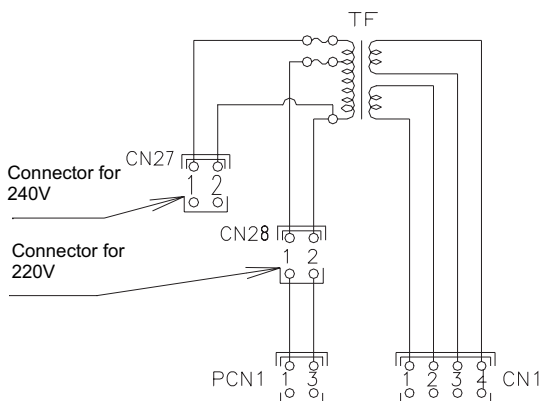 TF
CN27
1 2
Connector for
240V
CN28
1 2
Connector for
220V
PCN1 1 3
1 2 3 4 CN1